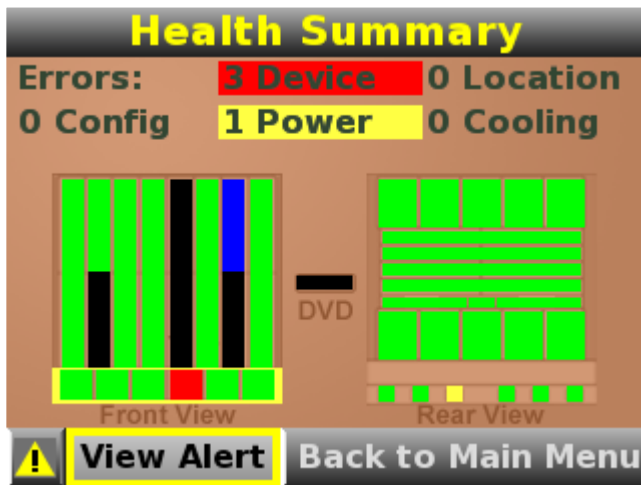 Health Summary
Errors: 3 Device 0 Location
0 Config 1 Power 0 Cooling
DVD
Front View Rear View
! View Alert Back to Main Menu